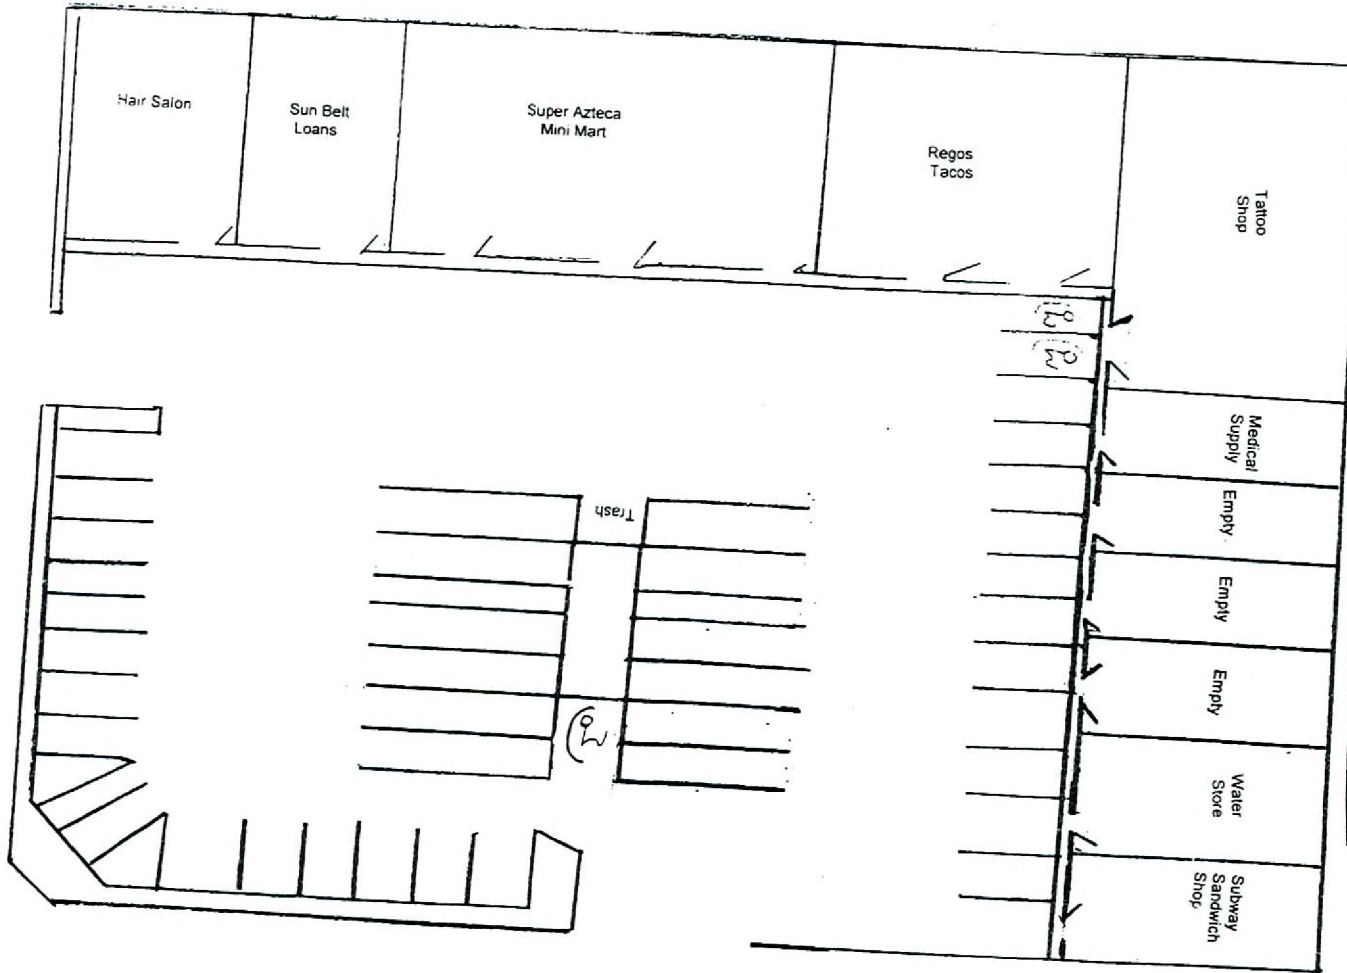 Hair Salon
Sun Belt
Loans
Super Azteca
Mini Mart
Regos
Tacos
Tattoo
Shop
Medical
Supply
Empty
Empty
Empty
Water
Store
Subway
Sandwich
Shop
Trash